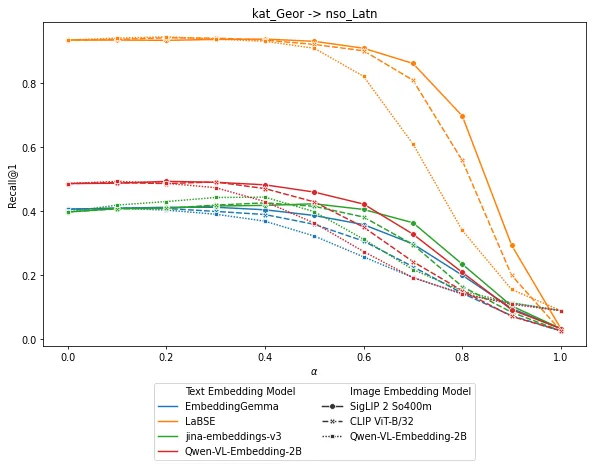 kat_Geor -> nso_Latn
Recall@1
0.8
0.6
0.4
0.2
0.0
0.0 0.2 0.4 0.6 0.8 1.0
α
Text Embedding Model Image Embedding Model
EmbeddingGemma SigLIP 2 So400m
LaBSE CLIP ViT-B/32
jina-embeddings-v3 Qwen-VL-Embedding-2B
Qwen-VL-Embedding-2B